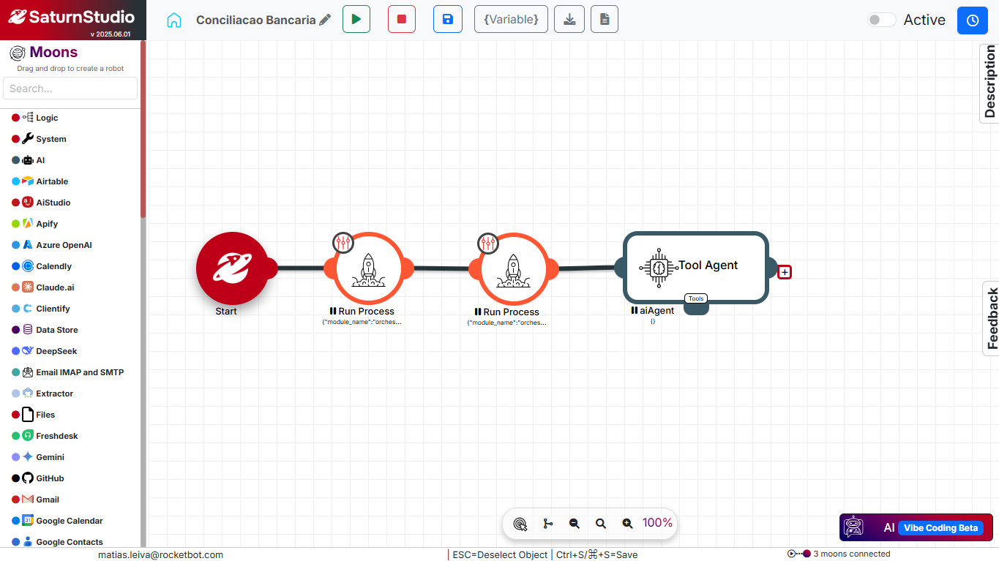 SaturnStudio
v 2025.06.01
Conciliacao Bancaria
{Variable}
Active
Moons
Drag and drop to create a robot
Search...
Logic
System
AI
Airtable
AiStudio
Apify
Azure OpenAI
Calendly
Claude.ai
Clientify
Data Store
DeepSeek
Email IMAP and SMTP
Extractor
Files
Freshdesk
Gemini
GitHub
Gmail
Google Calendar
Google Contacts
Start
Run Process
{"module_name":"orches...
Run Process
{"module_name":"orches...
Tool Agent
Tools
aiAgent
{}
Description
Feedback
100%
AI Vibe Coding Beta
matias.leiva@rocketbot.com
| ESC=Deselect Object | Ctrl+S/⌘+S=Save
3 moons connected